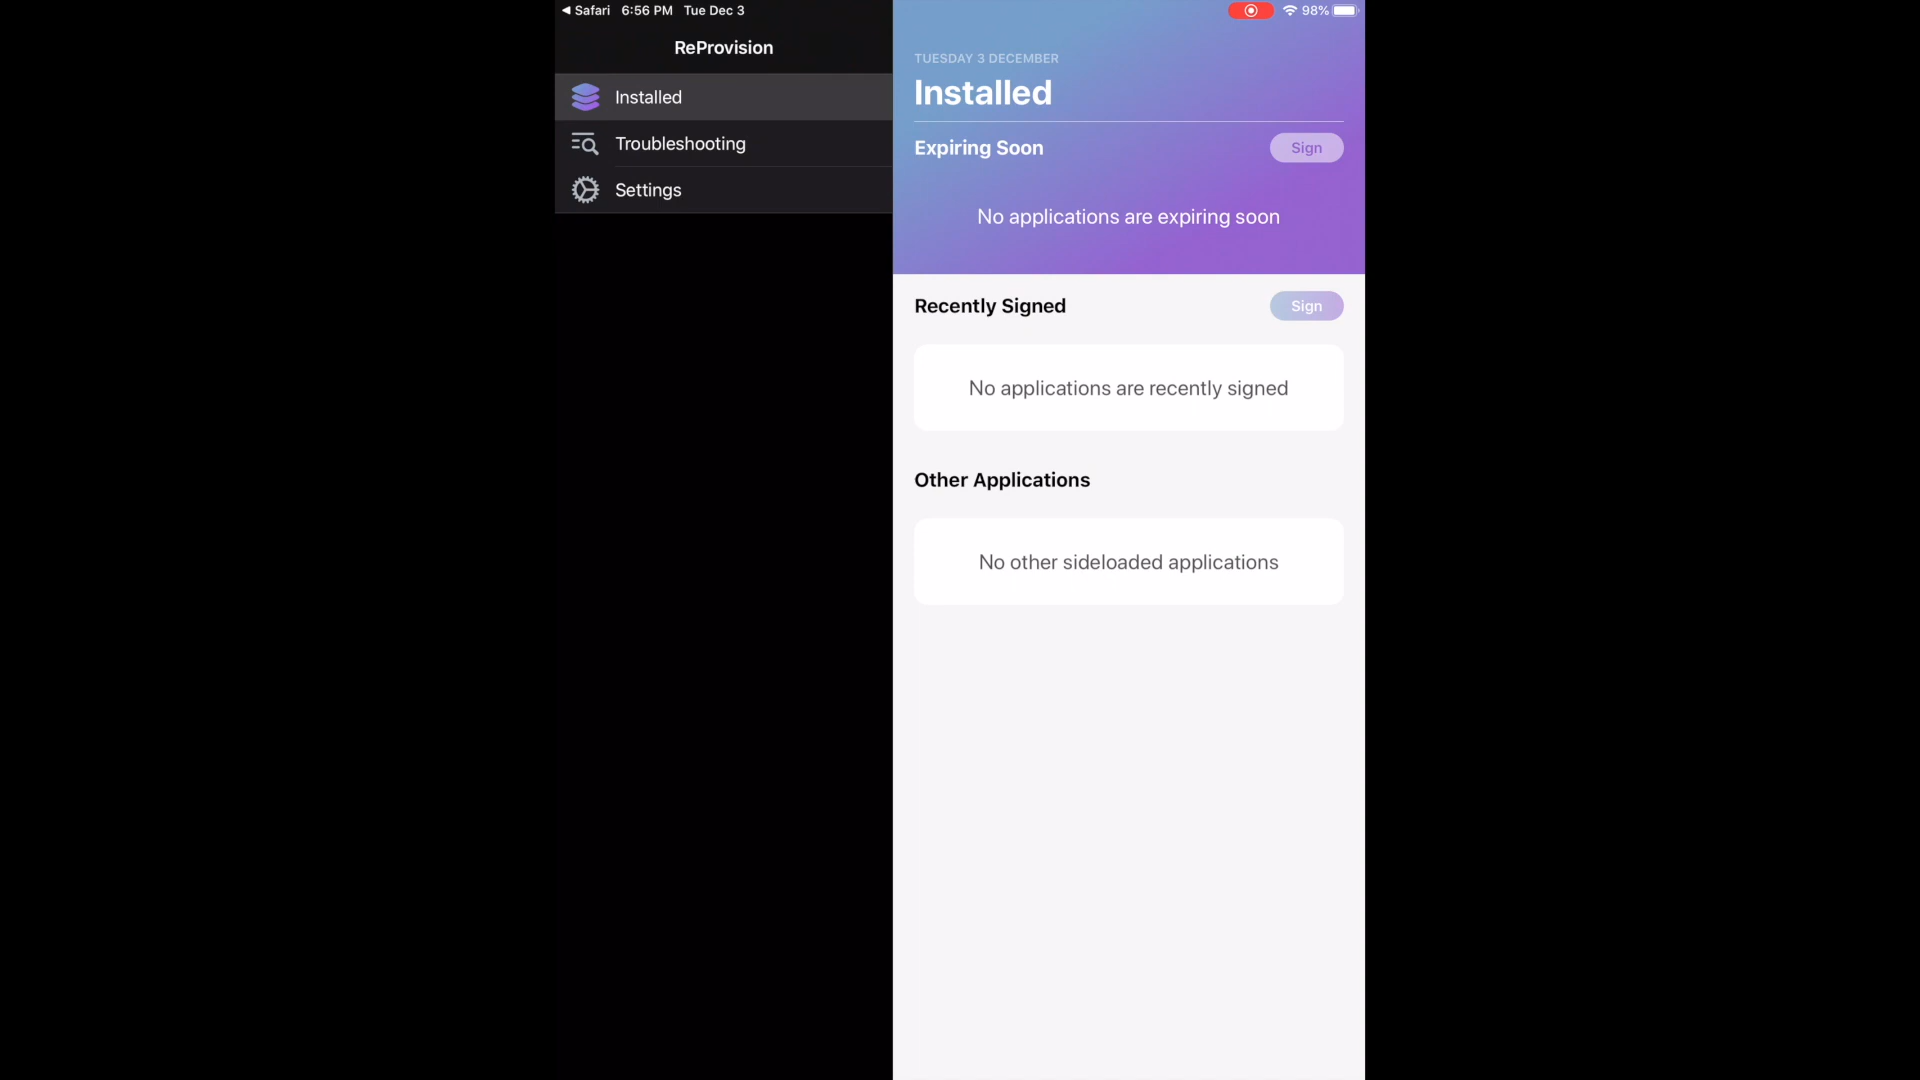 ◀ Safari 6:56 PM Tue Dec 3
98%
ReProvision
Installed
Troubleshooting
Settings
TUESDAY 3 DECEMBER
Installed
Expiring Soon
Sign
No applications are expiring soon
Recently Signed
Sign
No applications are recently signed
Other Applications
No other sideloaded applications